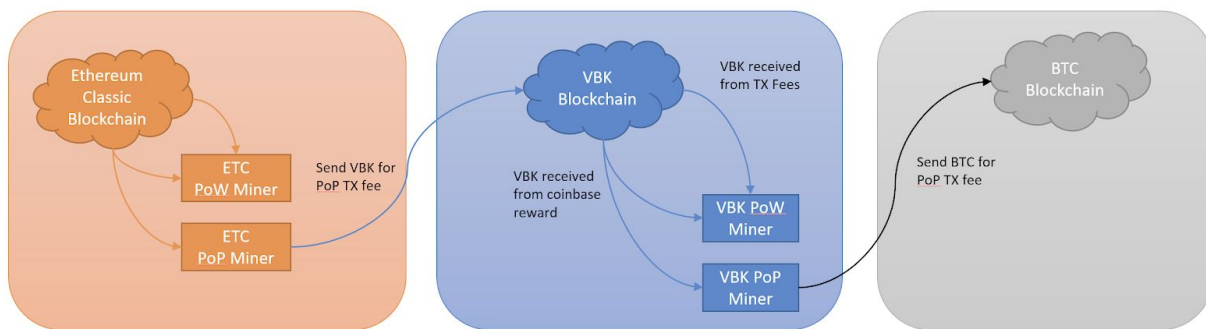 Ethereum
Classic
Blockchain
ETC
PoW Miner
ETC
PoP Miner
Send VBK for
PoP TX fee
VBK
Blockchain
VBK received
from TX Fees
VBK received
from coinbase
reward
VBK PoW
Miner
VBK PoP
Miner
BTC
Blockchain
Send BTC for
PoP TX fee